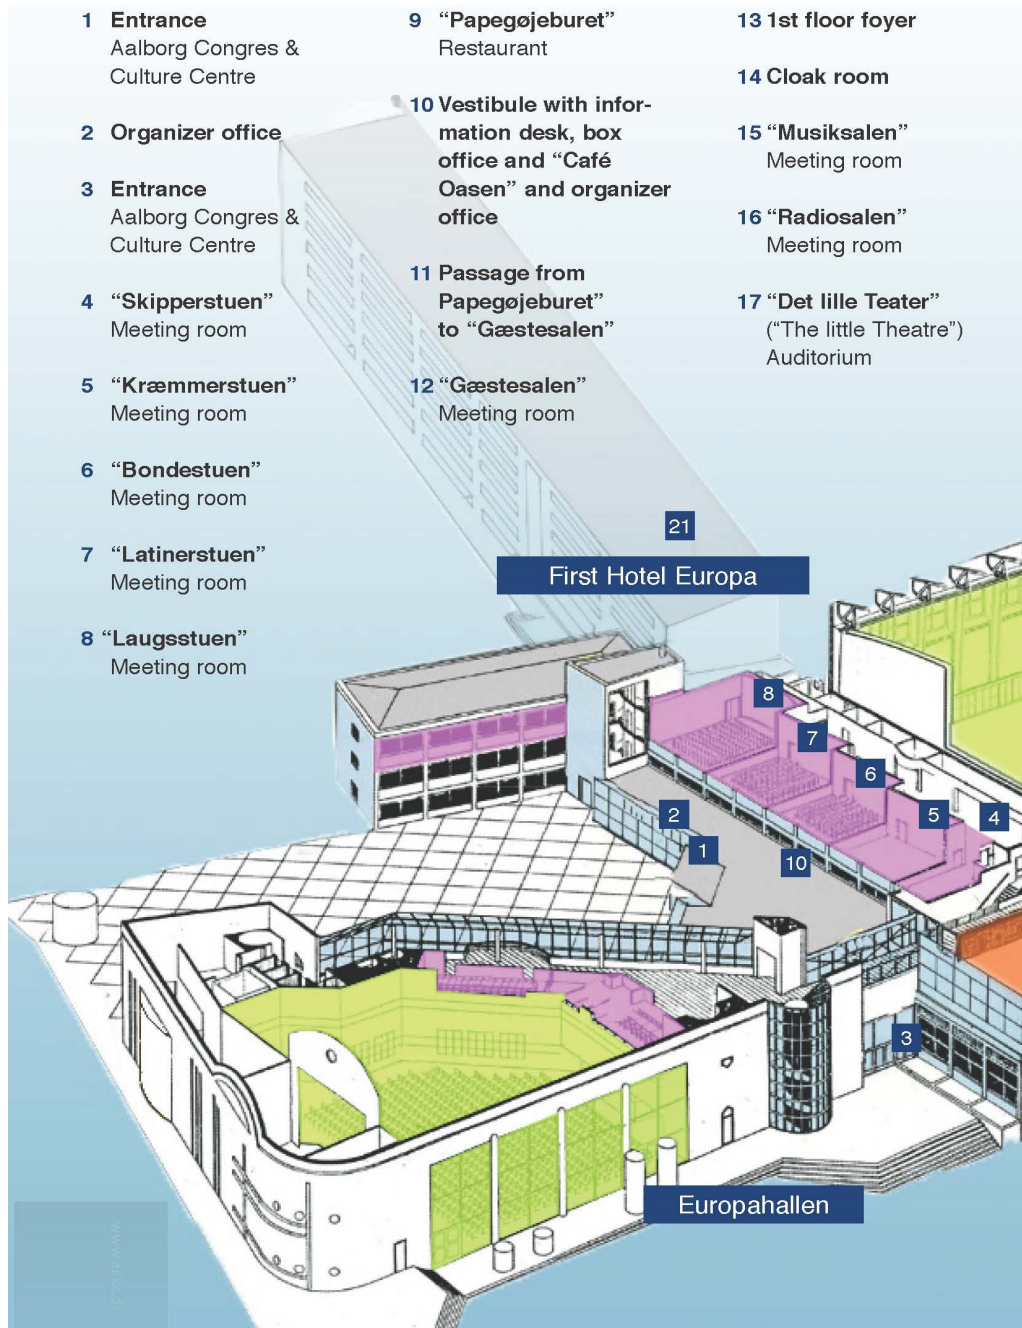 1 Entrance
Aalborg Congres &
Culture Centre
2 Organizer office
3 Entrance
Aalborg Congres &
Culture Centre
4 “Skipperstuen”
Meeting room
5 “Kræmmerstuen”
Meeting room
6 “Bondestuen”
Meeting room
7 “Latinerstuen”
Meeting room
8 “Laugsstuen”
Meeting room
9 “Papegøjeburet”
Restaurant
10 Vestibule with infor-
mation desk, box
office and “Café
Oasen” and organizer
office
11 Passage from
Papegøjeburet”
to “Gæstesalen”
12 “Gæstesalen”
Meeting room
13 1st floor foyer
14 Cloak room
15 “Musiksalen”
Meeting room
16 “Radiosalen”
Meeting room
17 “Det lille Teater”
(“The little Theatre”)
Auditorium
21
First Hotel Europa
8
7
6
5
4
2
1
10
3
Europahallen